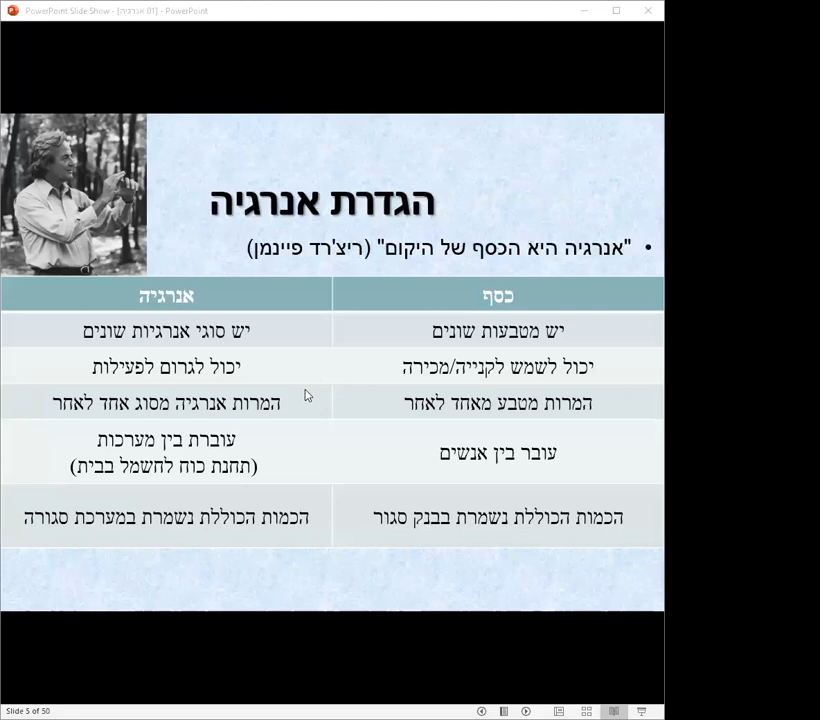 PowerPoint Slide Show - [01 אנרגיה] - PowerPoint
הגדרת אנרגיה
• "אנרגיה היא הכסף של היקום" (ריצ'רד פיינמן)
כסף
אנרגיה
יש מטבעות שונים
יש סוגי אנרגיות שונים
יכול לשמש לקנייה/מכירה
יכול לגרום לפעילות
המרות מטבע מאחד לאחר
המרות אנרגיה מסוג אחד לאחר
עובר בין אנשים
עוברת בין מערכות
(תחנת כוח לחשמל בבית)
הכמות הכוללת נשמרת בבנק סגור
הכמות הכוללת נשמרת במערכת סגורה
Slide 5 of 50